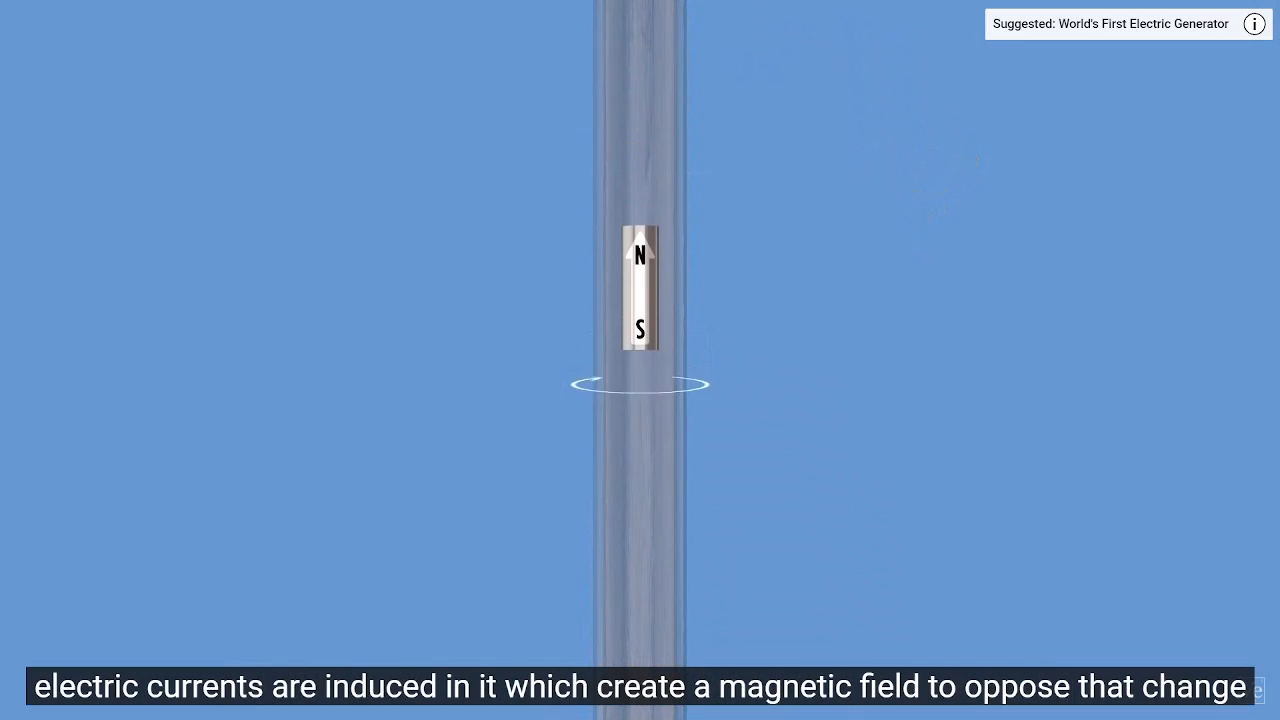 Suggested: World's First Electric Generator
N
S
electric currents are induced in it which create a magnetic field to oppose that change